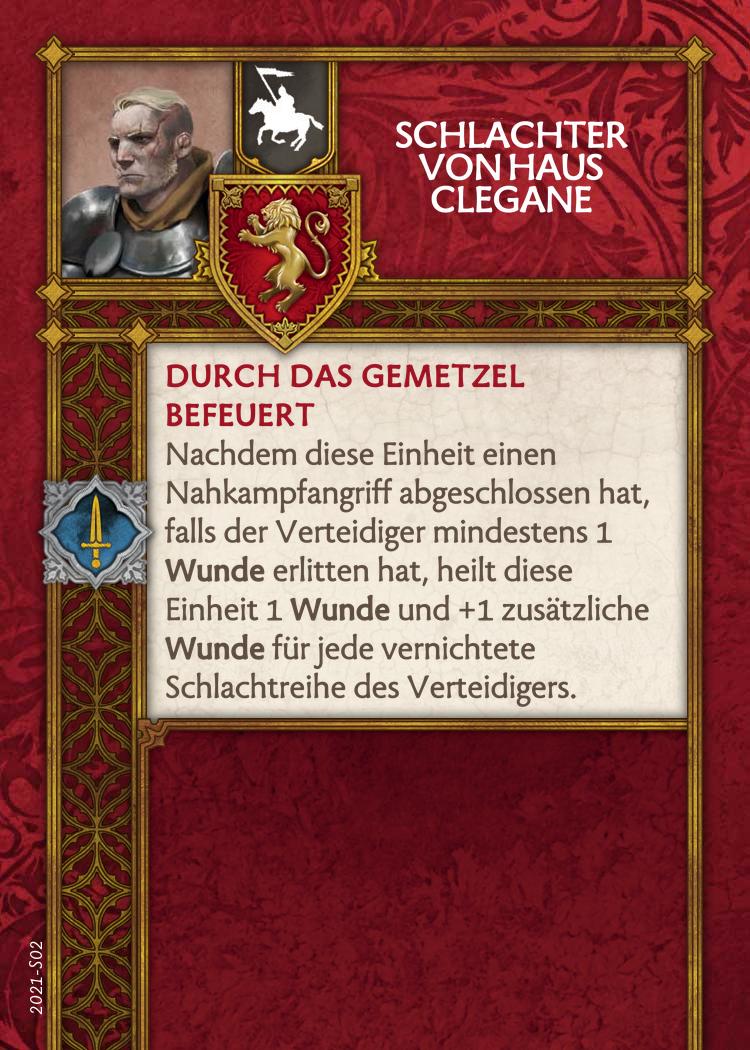 SCHLACHTER
VON HAUS
CLEGANE
DURCH DAS GEMETZEL
BEFEUERT
Nachdem diese Einheit einen
Nahkampfangriff abgeschlossen hat,
falls der Verteidiger mindestens 1
Wunde erlitten hat, heilt diese
Einheit 1 Wunde und +1 zusätzliche
Wunde für jede vernichtete
Schlachtreihe des Verteidigers.
2021-S02